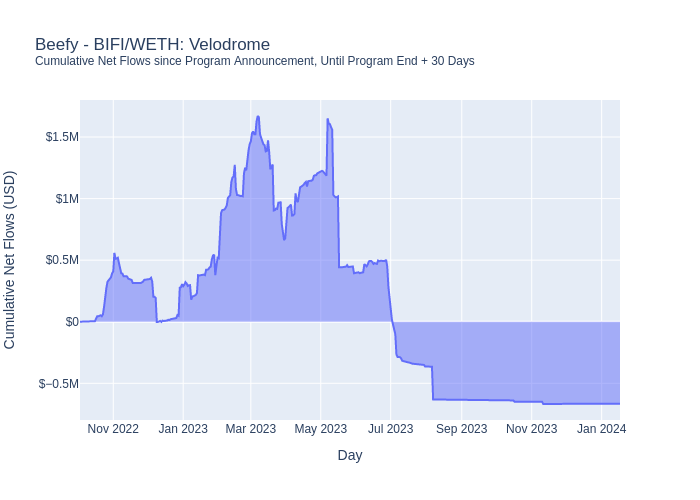 Beefy - BIFI/WETH: Velodrome
Cumulative Net Flows since Program Announcement, Until Program End + 30 Days
Cumulative Net Flows (USD)
$1.5M
$1M
$0.5M
$0
$−0.5M
Nov 2022 Jan 2023 Mar 2023 May 2023 Jul 2023 Sep 2023 Nov 2023 Jan 2024
Day